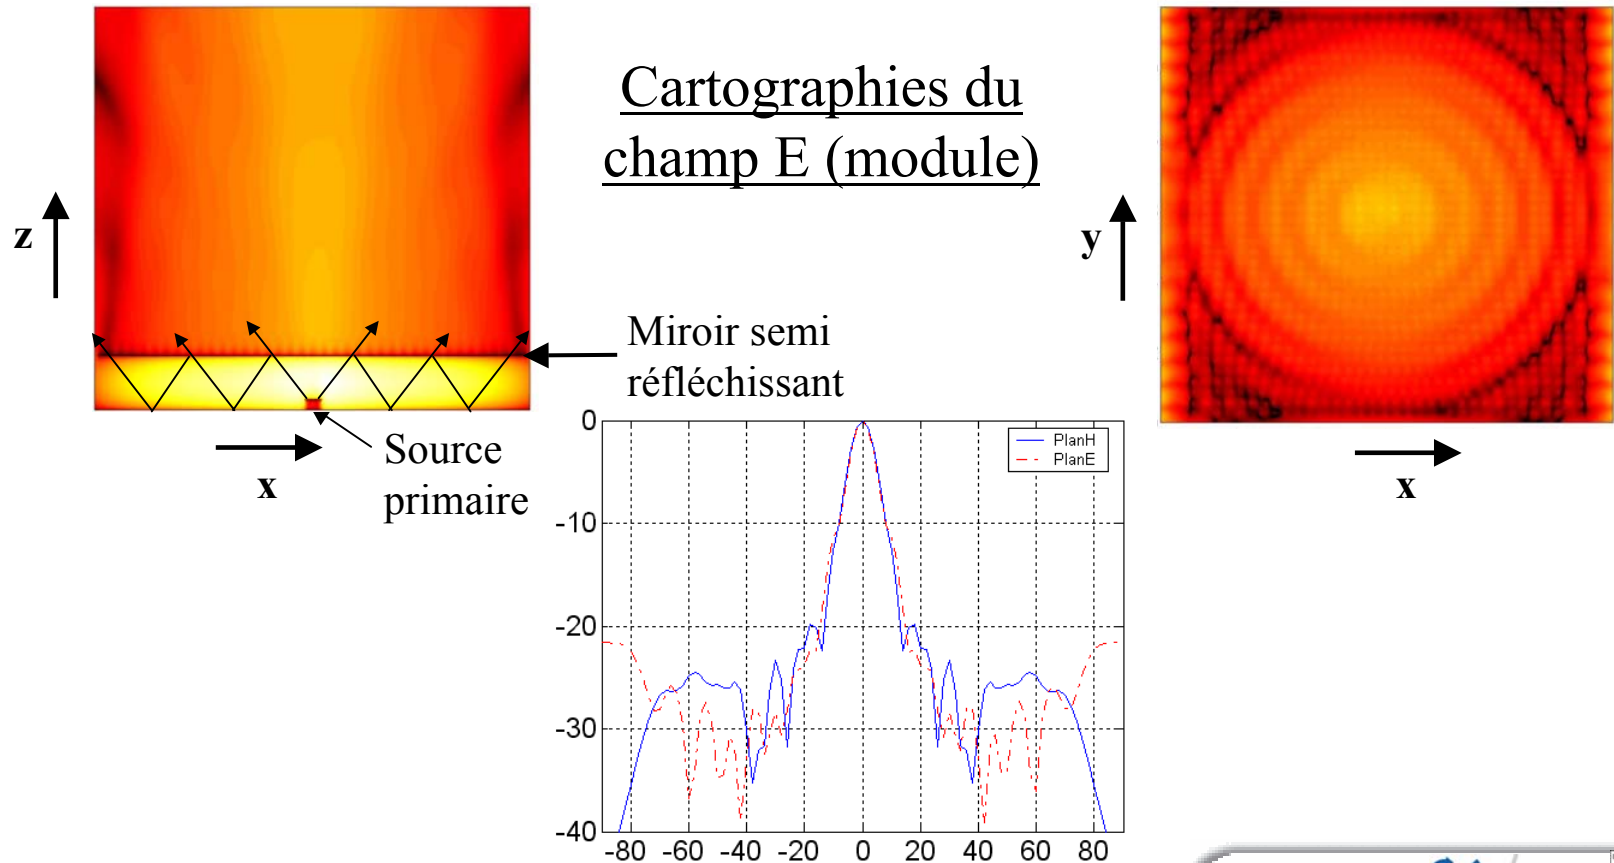 Cartographies du
champ E (module)
z
x
Miroir semi
réfléchissant
Source
primaire
y
x
PlanH
PlanE
0
-10
-20
-30
-40
-80 -60 -40 -20 0 20 40 60 80